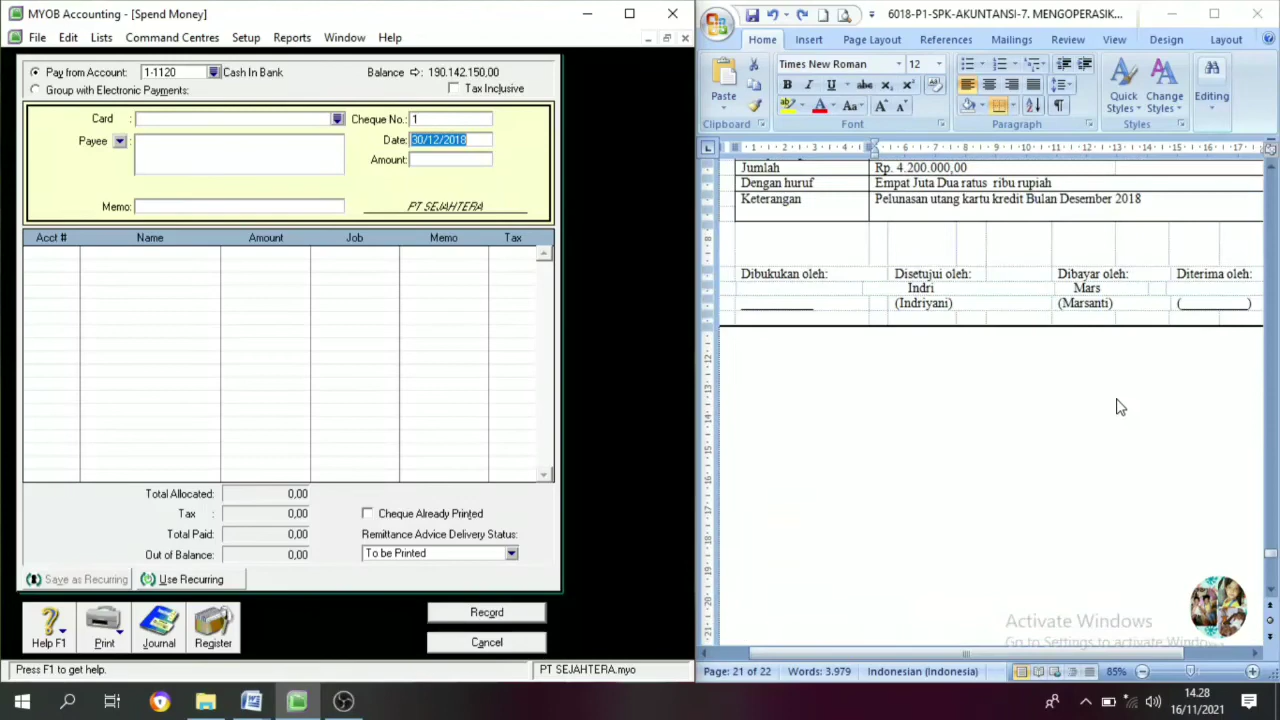 MYOB Accounting - [Spend Money]
File Edit Lists Command Centres Setup Reports Window Help
Pay from Account: 1-1120 Cash In Bank Balance 190.142.150,00
Group with Electronic Payments: Tax Inclusive
Card : Cheque No.: 1
Payee : Date: 30/12/2018
Amount:
Memo: PT SEJAHTERA
Acct # Name Amount Job Memo Tax
Total Allocated: 0,00
Tax : 0,00 Cheque Already Printed
Total Paid: 0,00 Remittance Advice Delivery Status:
Out of Balance: 0,00 To be Printed
Save as Recurring Use Recurring
Record
Help F1 Print Journal Register
Cancel
Press F1 to get help. PT SEJAHTERA.myo
6018-P1-SPK-AKUNTANSI-7. MENGOPERASIK...
Home Insert Page Layout References Mailings Review View Design Layout
Times New Roman 12
Paste
Quick Styles
Change Styles
Editing
Clipboard Font Paragraph Styles
Jumlah Rp. 4.200.000,00
Dengan huruf Empat Juta Dua ratus ribu rupiah
Keterangan Pelunasan utang kartu kredit Bulan Desember 2018
Dibukukan oleh: Disetujui oleh: Dibayar oleh: Diterima oleh:
Indri Mars
(Indriyani) (Marsanti) ( )
Activate Windows
Go to Settings to activate Windows.
Page: 21 of 22 Words: 3.979 Indonesian (Indonesia) 85%
14.28
16/11/2021